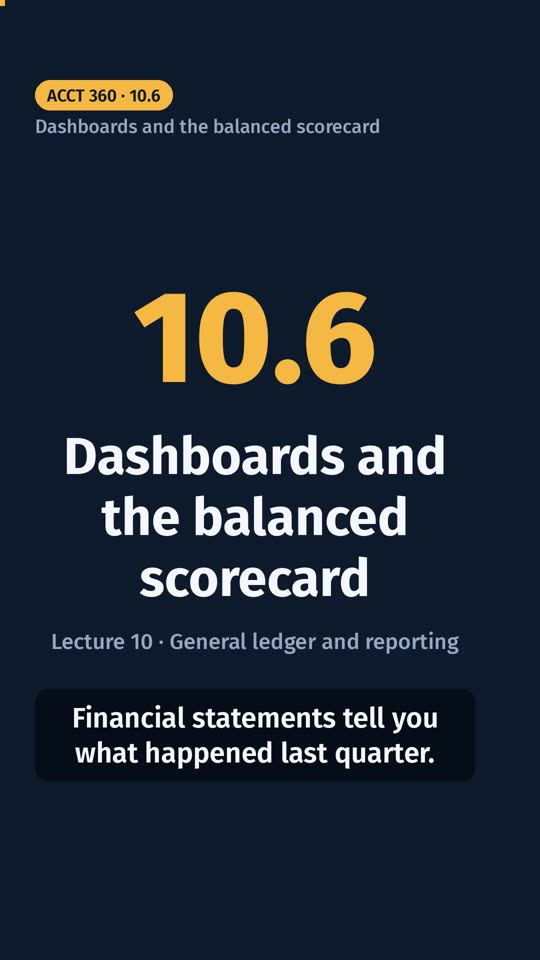 ACCT 360 · 10.6
Dashboards and the balanced scorecard
10.6
Dashboards and
the balanced
scorecard
Lecture 10 · General ledger and reporting
Financial statements tell you
what happened last quarter.